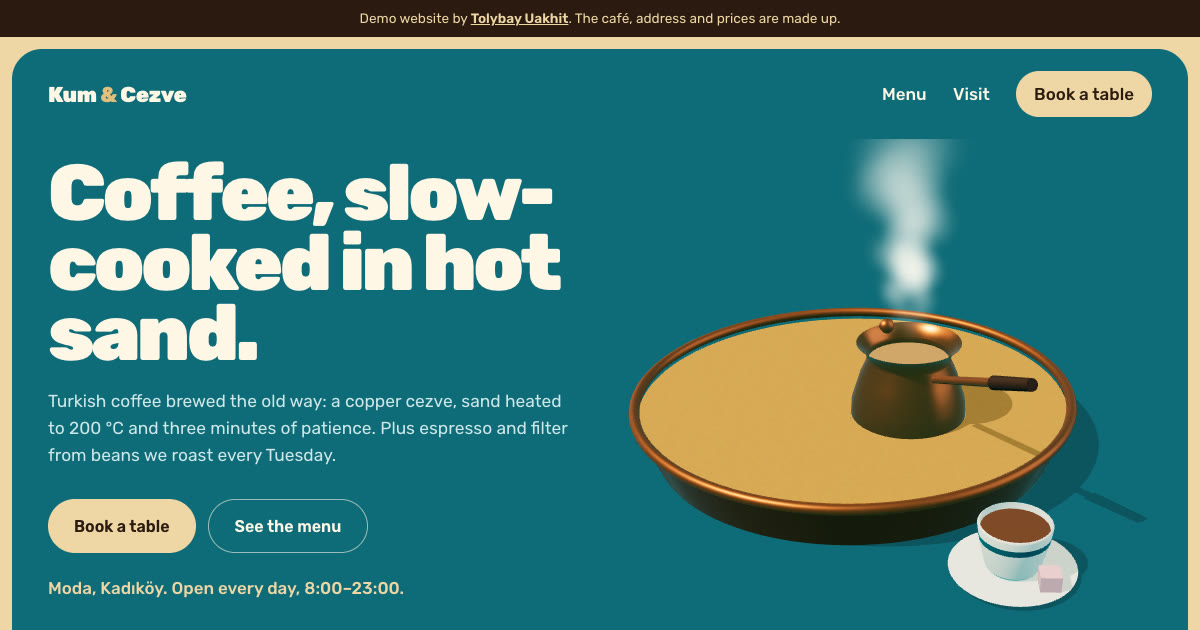 Demo website by Tolybay Uakhit. The café, address and prices are made up.
Kum & Cezve
Menu
Visit
Book a table
Coffee, slow-
cooked in hot
sand.
Turkish coffee brewed the old way: a copper cezve, sand heated
to 200 °C and three minutes of patience. Plus espresso and filter
from beans we roast every Tuesday.
Book a table
See the menu
Moda, Kadıköy. Open every day, 8:00–23:00.